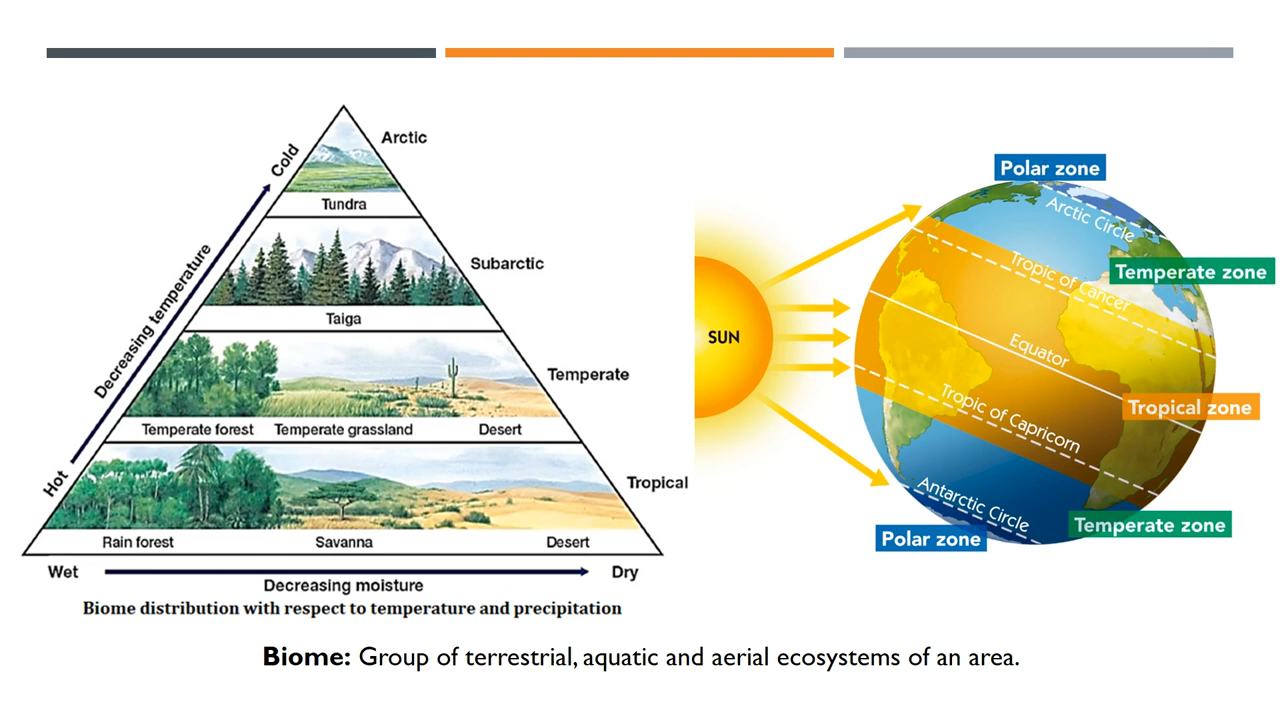 Arctic
Cold
Tundra
Subarctic
Decreasing temperature
Taiga
Temperate
Temperate forest Temperate grassland Desert
Hot
Tropical
Rain forest Savanna Desert
Wet Dry
Decreasing moisture
Biome distribution with respect to temperature and precipitation
Polar zone
Arctic Circle
Temperate zone
Tropic of Cancer
SUN
Equator
Tropical zone
Tropic of Capricorn
Antarctic Circle
Temperate zone
Polar zone
Biome: Group of terrestrial, aquatic and aerial ecosystems of an area.